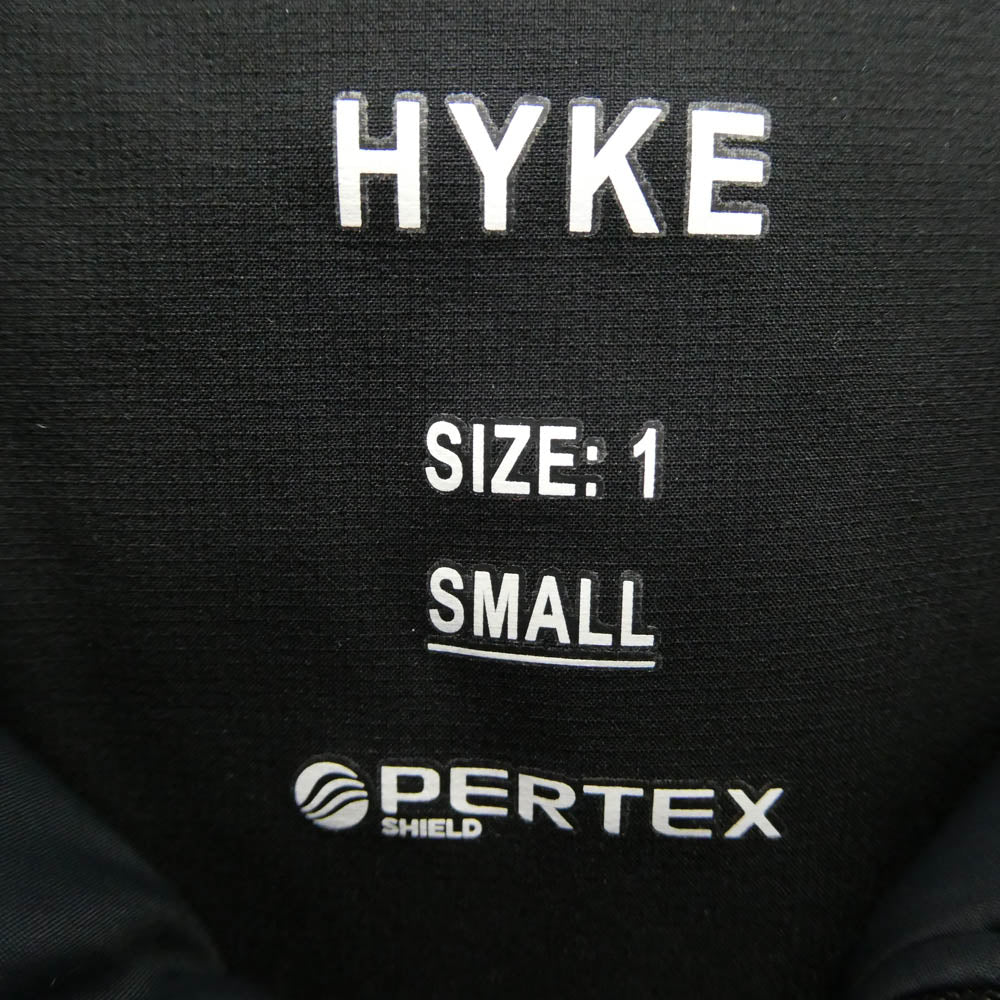 HYKE
SIZE: 1
SMALL
PERTEX
SHIELD